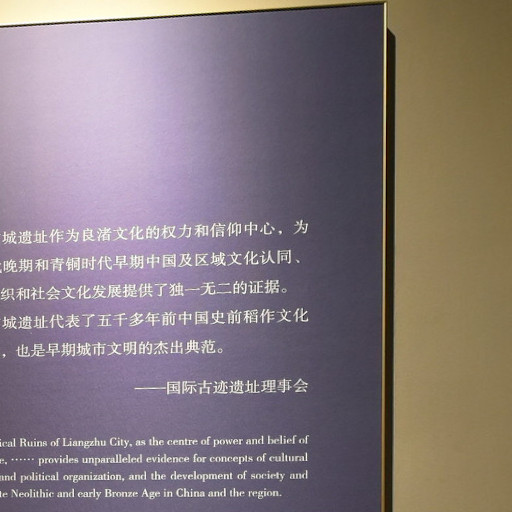 城遗址作为良渚文化的权力和信仰中心，为
晚期和青铜时代早期中国及区域文化认同、
织和社会文化发展提供了独一无二的证据。
城遗址代表了五千多年前中国史前稻作文化
，也是早期城市文明的杰出典范。
——国际古迹遗址理事会
ical Ruins of Liangzhu City, as the centre of power and belief of
e, ······ provides unparalleled evidence for concepts of cultural
and political organization, and the development of society and
te Neolithic and early Bronze Age in China and the region.